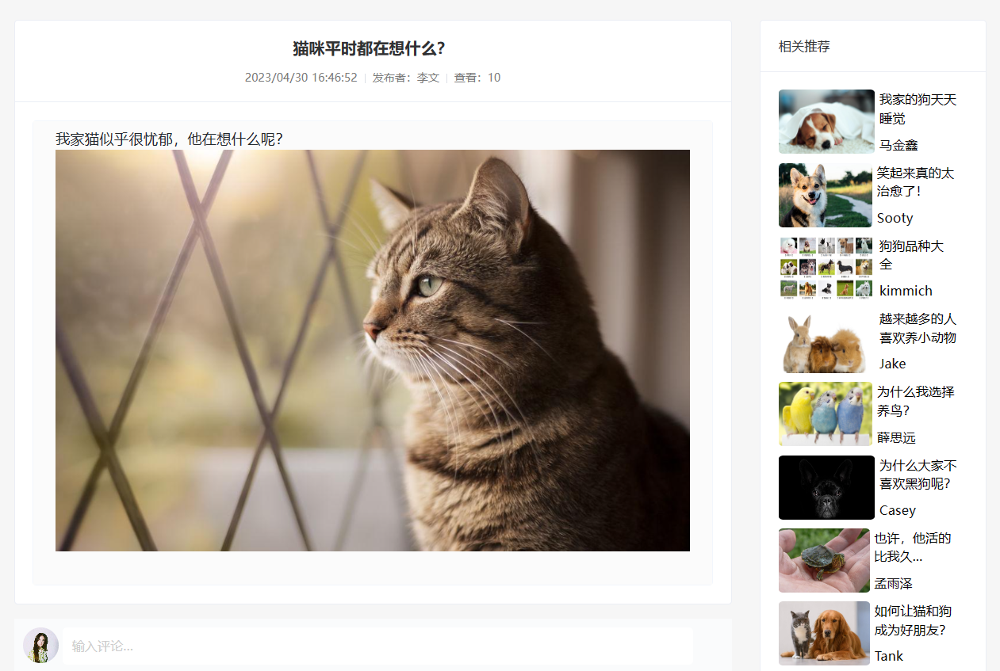 猫咪平时都在想什么？
2023/04/30 16:46:52 | 发布者：李文 | 查看：10
我家猫似乎很忧郁，他在想什么呢？
输入评论...
相关推荐
我家的狗天天
睡觉
马金鑫
笑起来真的太
治愈了！
Sooty
狗狗品种大
全
kimmich
越来越多的人
喜欢养小动物
Jake
为什么我选择
养鸟？
薛思远
为什么大家不
喜欢黑狗呢？
Casey
也许，他活的
比我久...
孟雨泽
如何让猫和狗
成为好朋友？
Tank